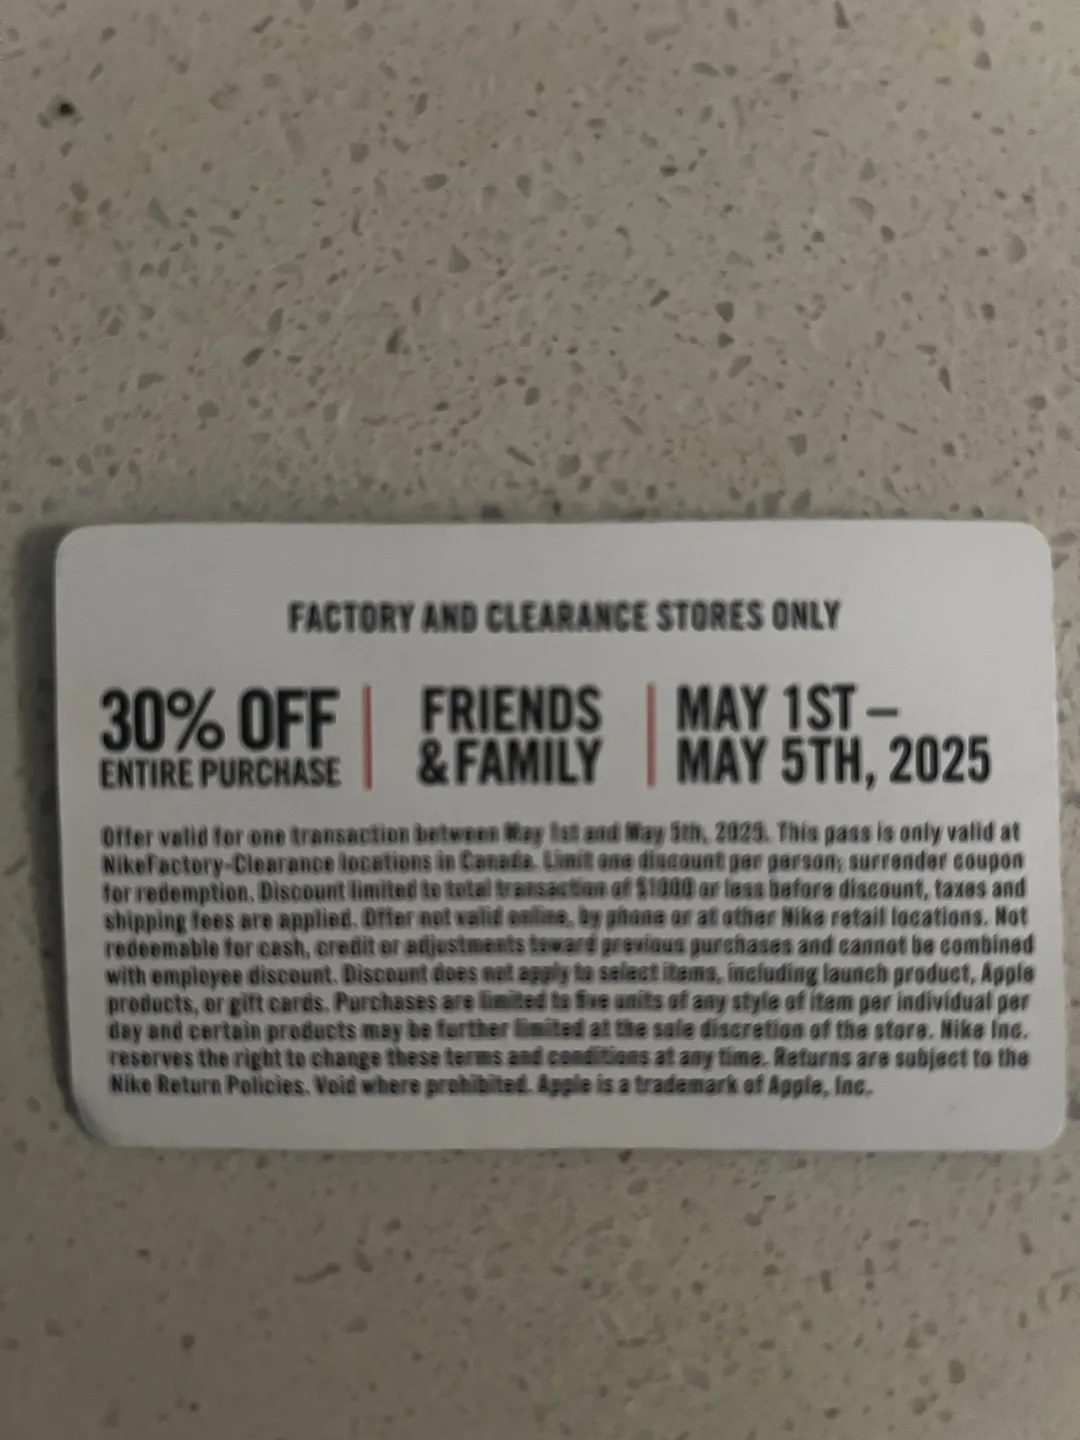 FACTORY AND CLEARANCE STORES ONLY
30% OFF
ENTIRE PURCHASE
FRIENDS
& FAMILY
MAY 1ST –
MAY 5TH, 2025
Offer valid for one transaction between May 1st and May 5th, 2025. This pass is only valid at
NikeFactory-Clearance locations in Canada. Limit one discount per person; surrender coupon
for redemption. Discount limited to total transaction of $1000 or less before discount, taxes and
shipping fees are applied. Offer not valid online, by phone or at other Nike retail locations. Not
redeemable for cash, credit or adjustments toward previous purchases and cannot be combined
with employee discount. Discount does not apply to select items, including launch product, Apple
products, or gift cards. Purchases are limited to five units of any style of item per individual per
day and certain products may be further limited at the sole discretion of the store. Nike Inc.
reserves the right to change these terms and conditions at any time. Returns are subject to the
Nike Return Policies. Void where prohibited. Apple is a trademark of Apple, Inc.